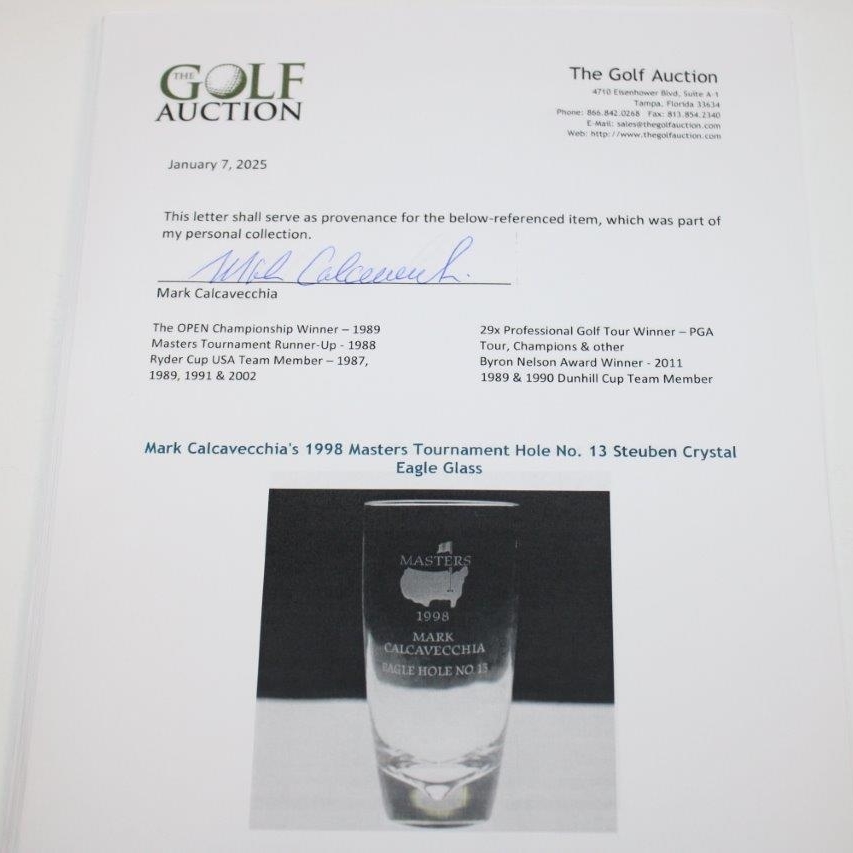 THE
GOLF
AUCTION
The Golf Auction
4710 Eisenhower Blvd, Suite A-1
Tampa, Florida 33634
Phone: 866.842.0268 Fax: 813.854.2340
E-Mail: sales@thegolfauction.com
Web: http://www.thegolfauction.com
January 7, 2025
This letter shall serve as provenance for the below-referenced item, which was part of
my personal collection.
Mark Calcavecchia
Mark Calcavecchia
The OPEN Championship Winner – 1989
Masters Tournament Runner-Up - 1988
Ryder Cup USA Team Member – 1987,
1989, 1991 & 2002
29x Professional Golf Tour Winner – PGA
Tour, Champions & other
Byron Nelson Award Winner - 2011
1989 & 1990 Dunhill Cup Team Member
Mark Calcavecchia's 1998 Masters Tournament Hole No. 13 Steuben Crystal
Eagle Glass
MASTERS
1998
MARK
CALCAVECCHIA
EAGLE HOLE NO. 13